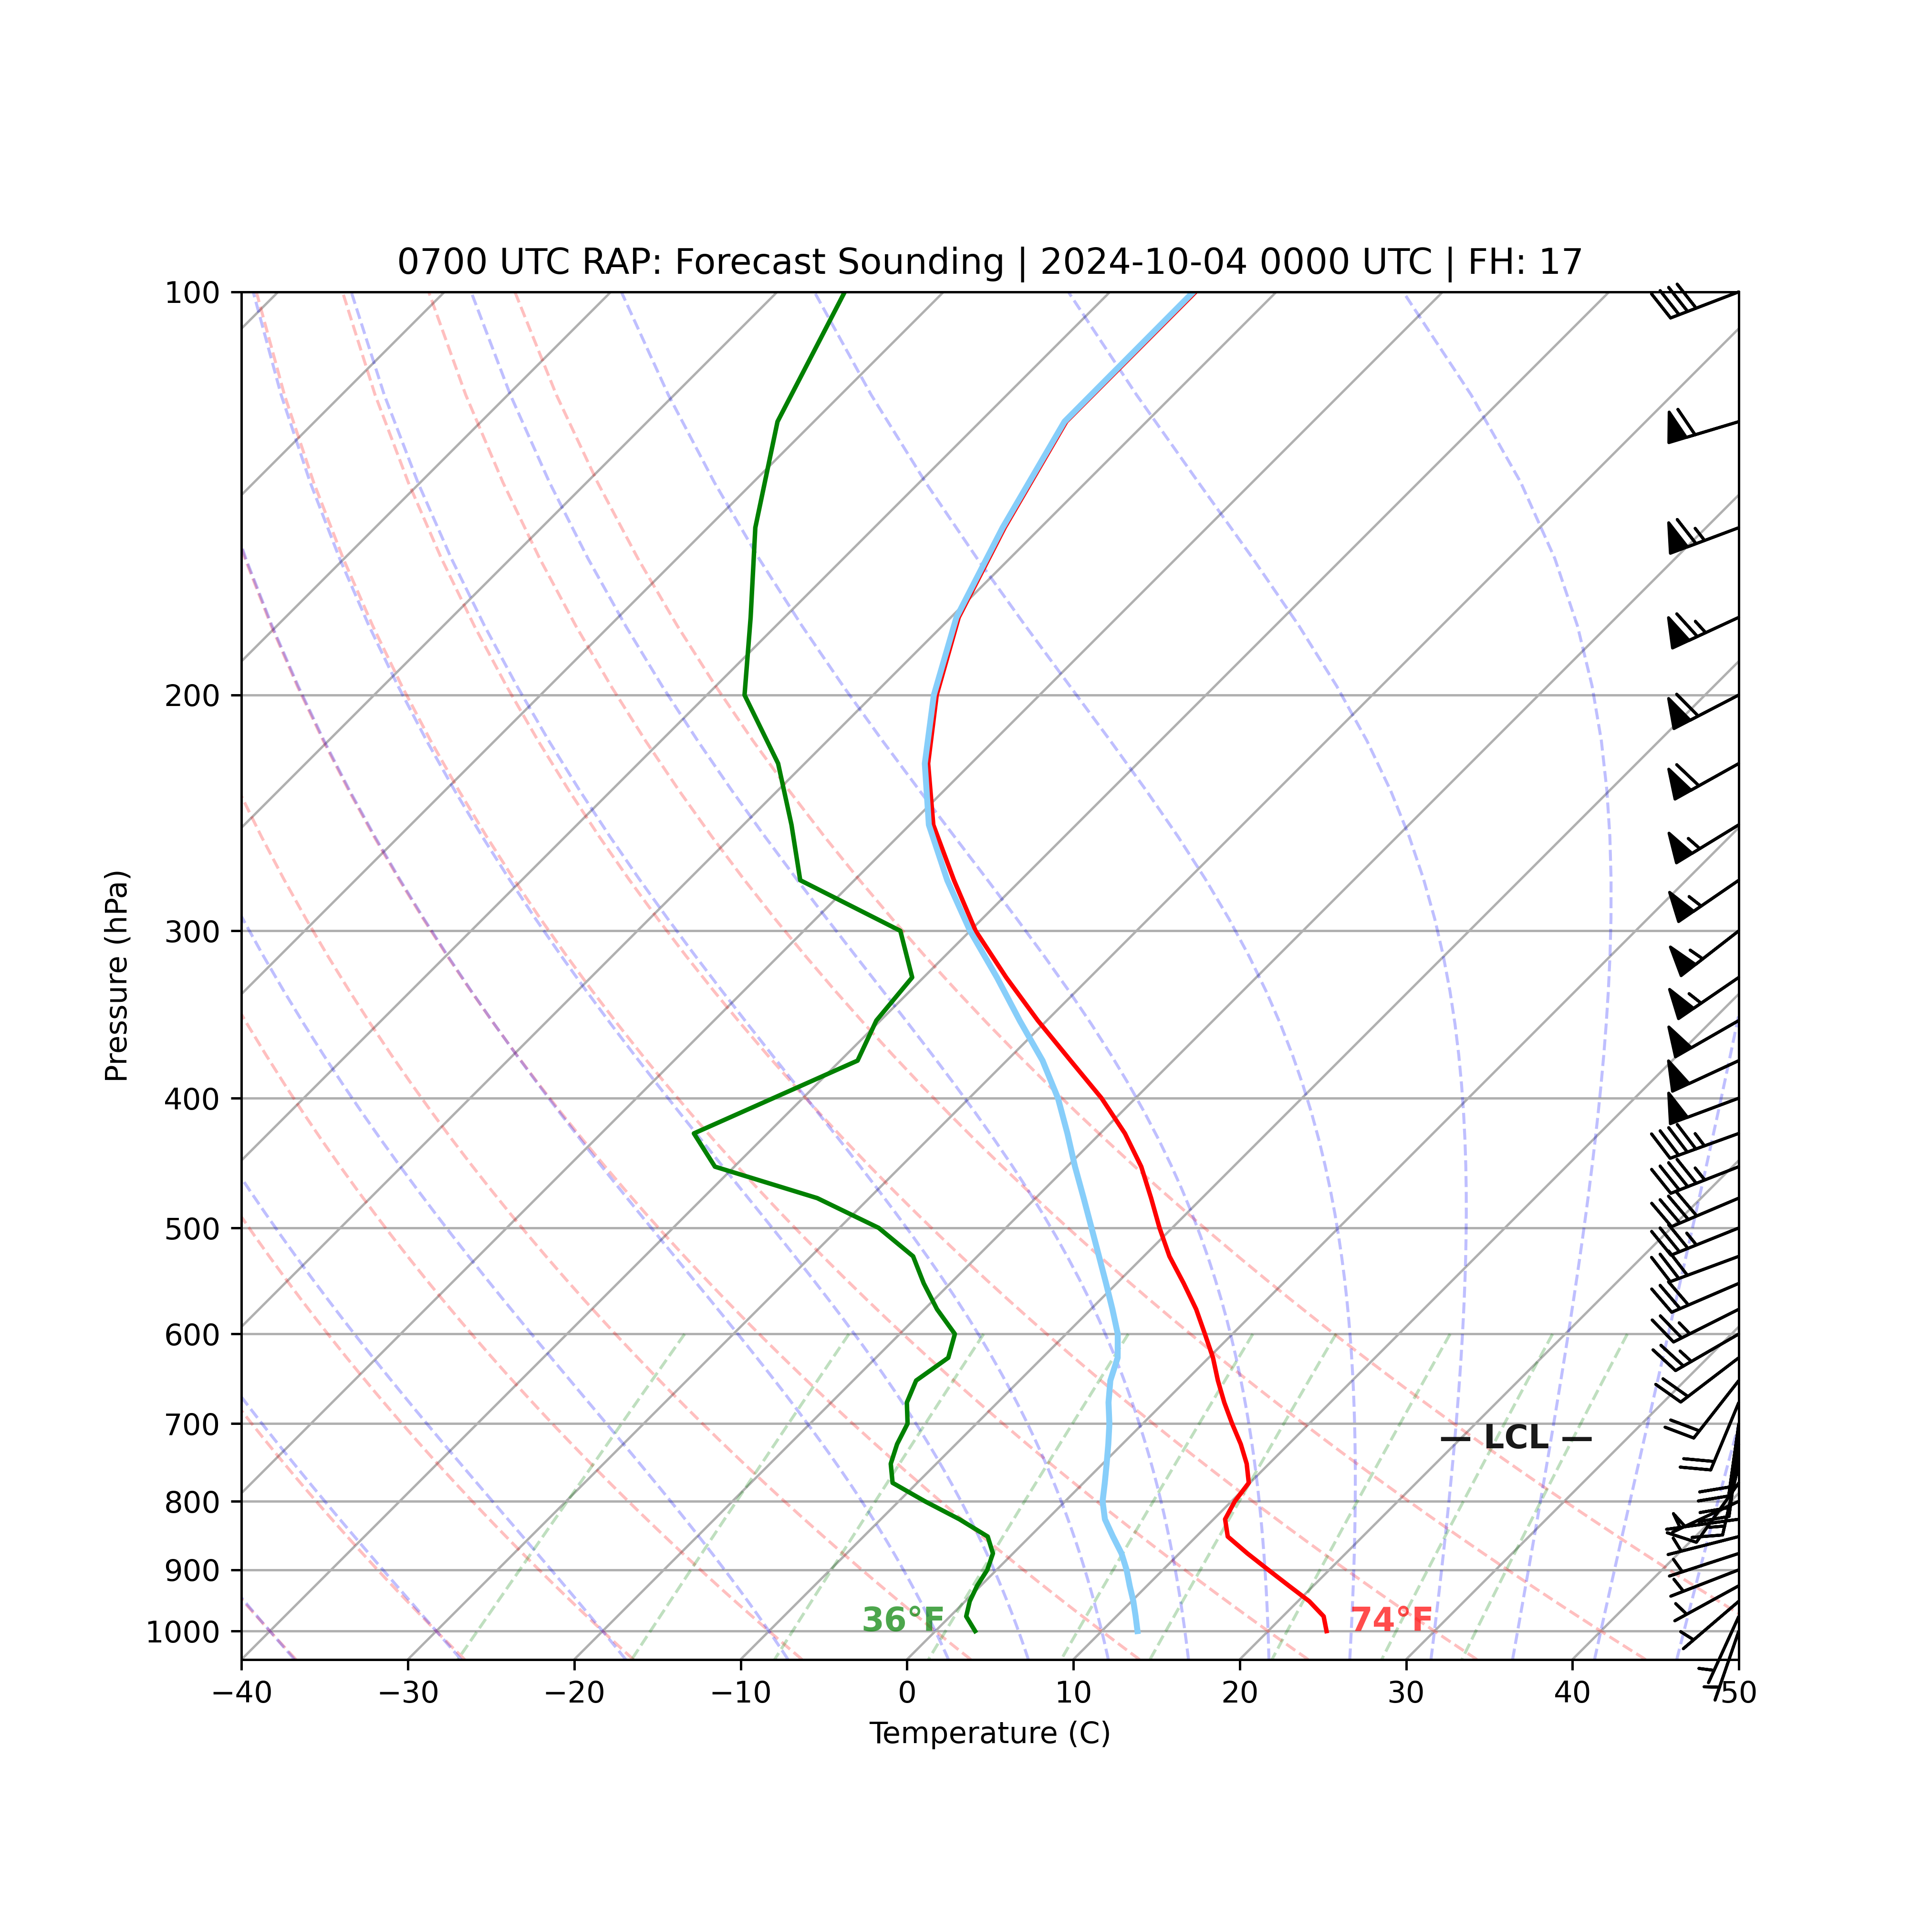 0700 UTC RAP: Forecast Sounding | 2024-10-04 0000 UTC | FH: 17
100
200
300
400
500
600
700
800
900
1000
Pressure (hPa)
— LCL —
36°F
74°F
−40 −30 −20 −10 0 10 20 30 40 50
Temperature (C)